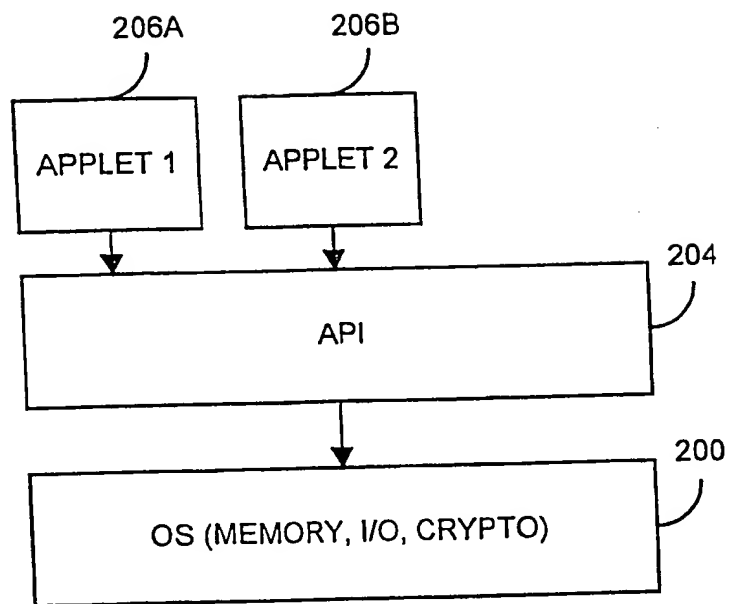 206A
206B
APPLET 1
APPLET 2
204
API
200
OS (MEMORY, I/O, CRYPTO)